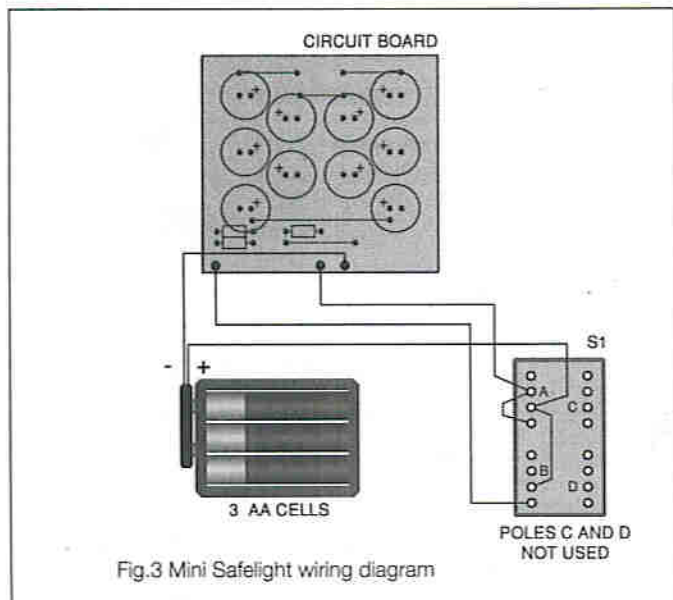 CIRCUIT BOARD
+ +
+ +
+ +
+ +
+ +
S1
- +
A
C
B
D
3 AA CELLS
POLES C AND D
NOT USED
Fig.3 Mini Safelight wiring diagram